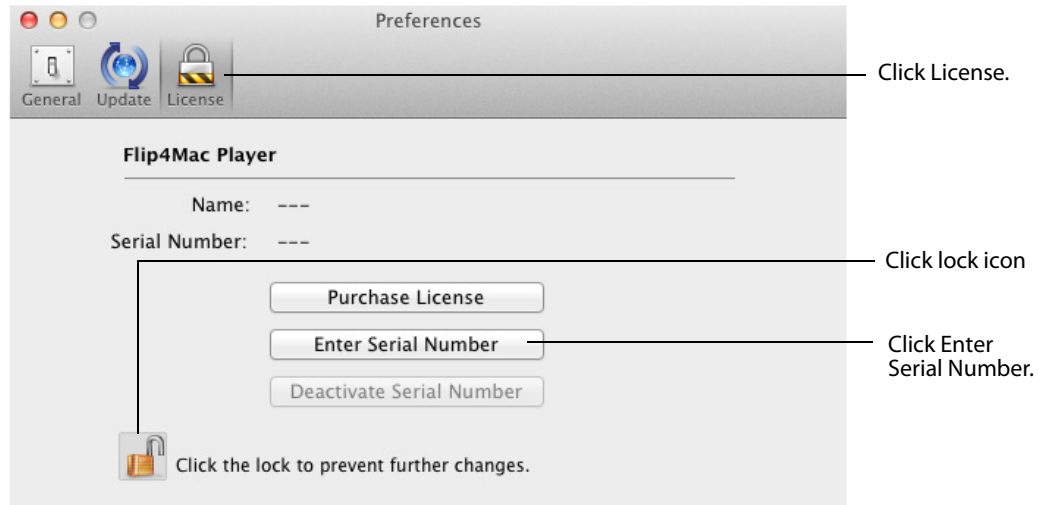 Preferences
General Update License
Click License.
Flip4Mac Player
Name: ---
Serial Number: ---
Click lock icon
Purchase License
Enter Serial Number
Click Enter
Serial Number.
Deactivate Serial Number
Click the lock to prevent further changes.